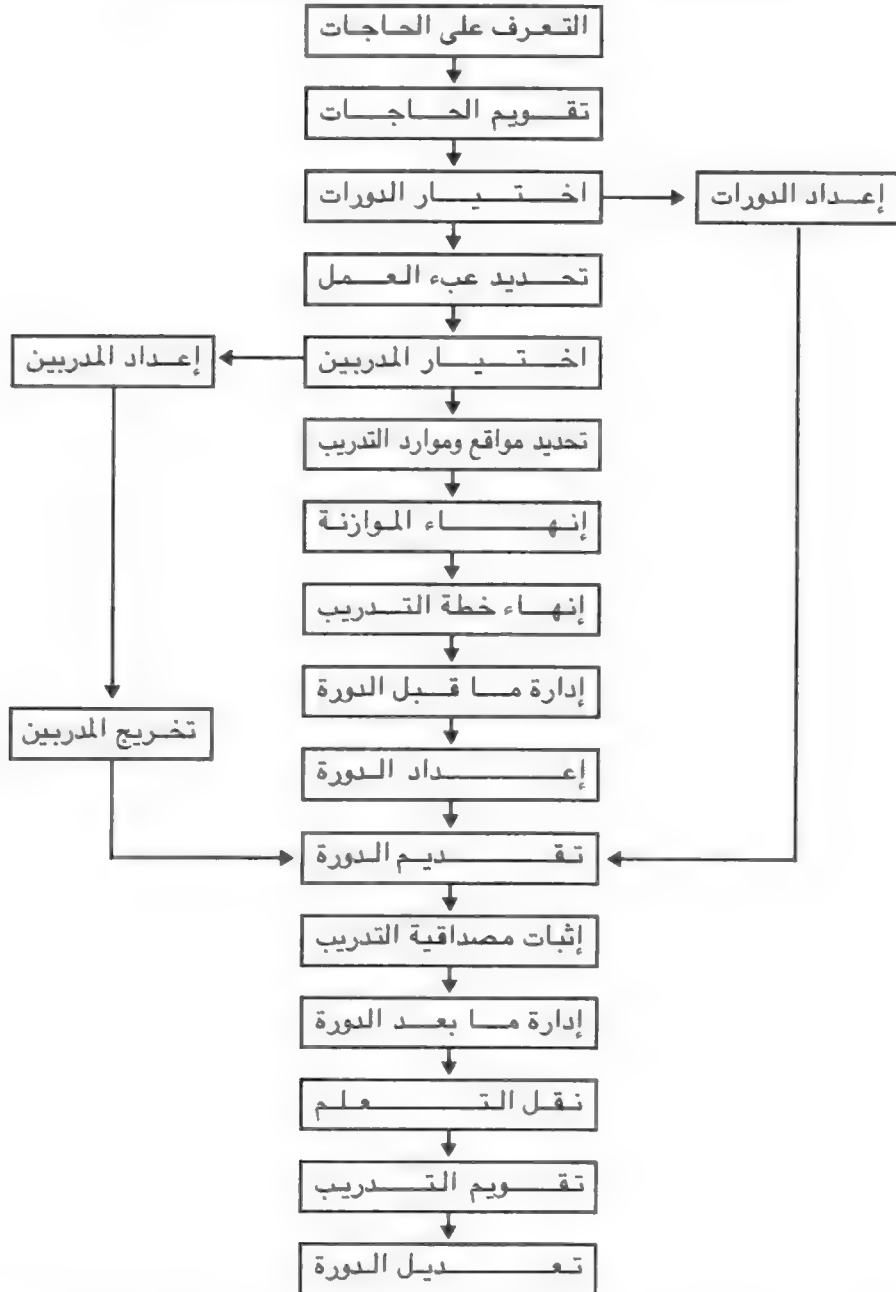 التعرف على الحاجات
تقويم الحاجات
اختيار الدورات
إعداد الدورات
تحديد عبء العمل
اختيار المدربين
إعداد المدربين
تحديد مواقع وموارد التدريب
إنهاء الموازنة
إنهاء خطة التدريب
إدارة ما قبل الدورة
تخريج المدربين
إعداد الدورة
تقديم الدورة
إثبات مصداقية التدريب
إدارة ما بعد الدورة
نقل التعلم
تقويم التدريب
تعديل الدورة